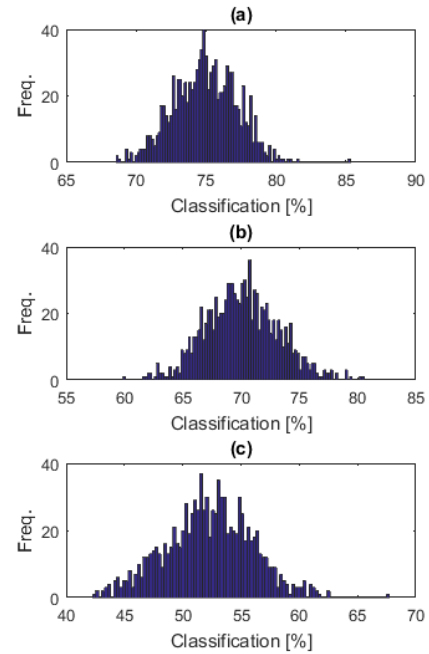 (a)
40
20
0
Freq.
65 70 75 80 85 90
Classification [%]
(b)
40
20
0
Freq.
55 60 65 70 75 80 85
Classification [%]
(c)
40
20
0
Freq.
40 45 50 55 60 65 70
Classification [%]